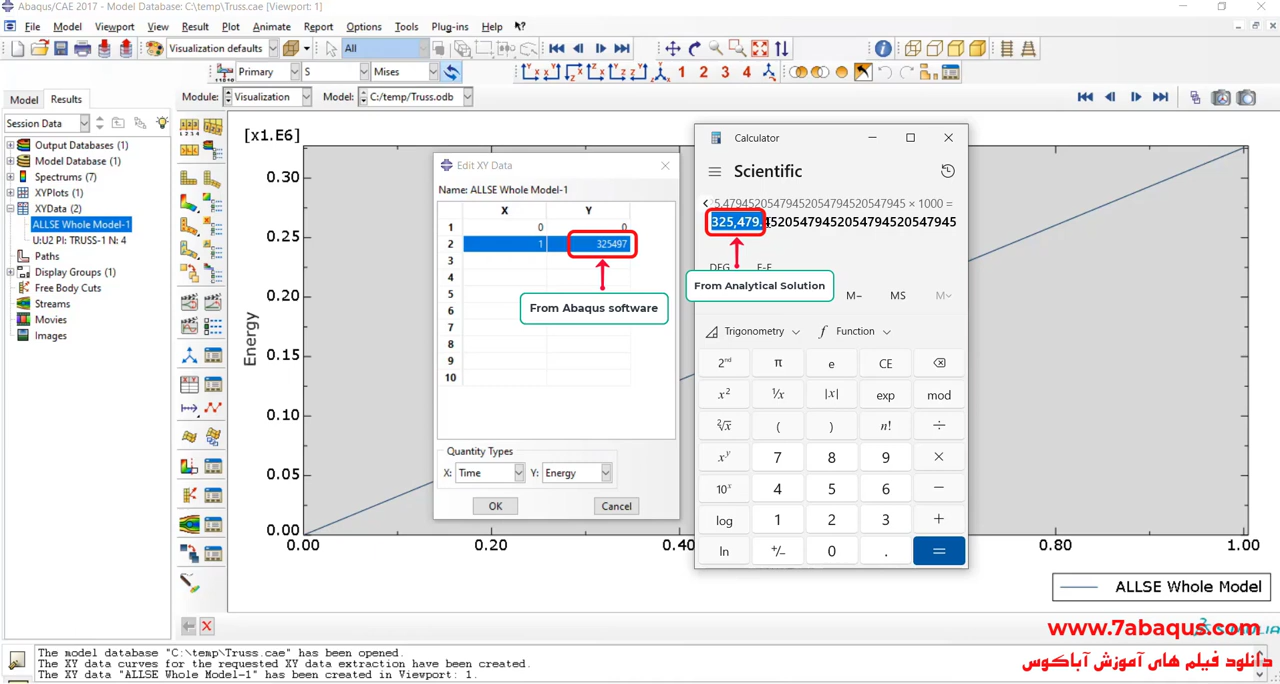 Abaqus/CAE 2017 - Model Database: C:\temp\Truss.cae [Viewport: 1]
File Model Viewport View Result Plot Animate Report Options Tools Plug-ins Help
Visualization defaults All
Primary S Mises 1 2 3 4
Model Results Module: Visualization Model: C:/temp/Truss.odb
Session Data
Output Databases (1)
Model Database (1)
Spectrums (7)
XYPlots (1)
XYData (2)
ALLSE Whole Model-1
U:U2 PI: TRUSS-1 N: 4
Paths
Display Groups (1)
Free Body Cuts
Streams
Movies
Images
[x1.E6]
0.30
0.25
0.20
0.15
0.10
0.05
0.00
Energy
0.00 0.20 0.40 0.80 1.00
ALLSE Whole Model
Edit XY Data
Name: ALLSE Whole Model-1
X Y
1 0 0
2 1 325497
3
4
5
6
7
8
9
10
From Abaqus software
Quantity Types
X: Time Y: Energy
OK Cancel
Calculator
Scientific
5.47945205479452054794520547945 × 1000 =
325,479.45205479452054794520547945
DEG F-E
From Analytical Solution
M− MS M
Trigonometry Function
2nd π e CE
x² ¹/x |x| exp mod
²√x ( ) n! ÷
xʸ 7 8 9 ×
10ˣ 4 5 6 −
log 1 2 3 +
ln +/− 0 . =
www.7abaqus.com
دانلود فیلم های آموزش آباکوس
The model database "C:\temp\Truss.cae" has been opened.
The XY data curves for the requested XY data extraction have been created.
The XY data "ALLSE Whole Model-1" has been created in Viewport: 1.